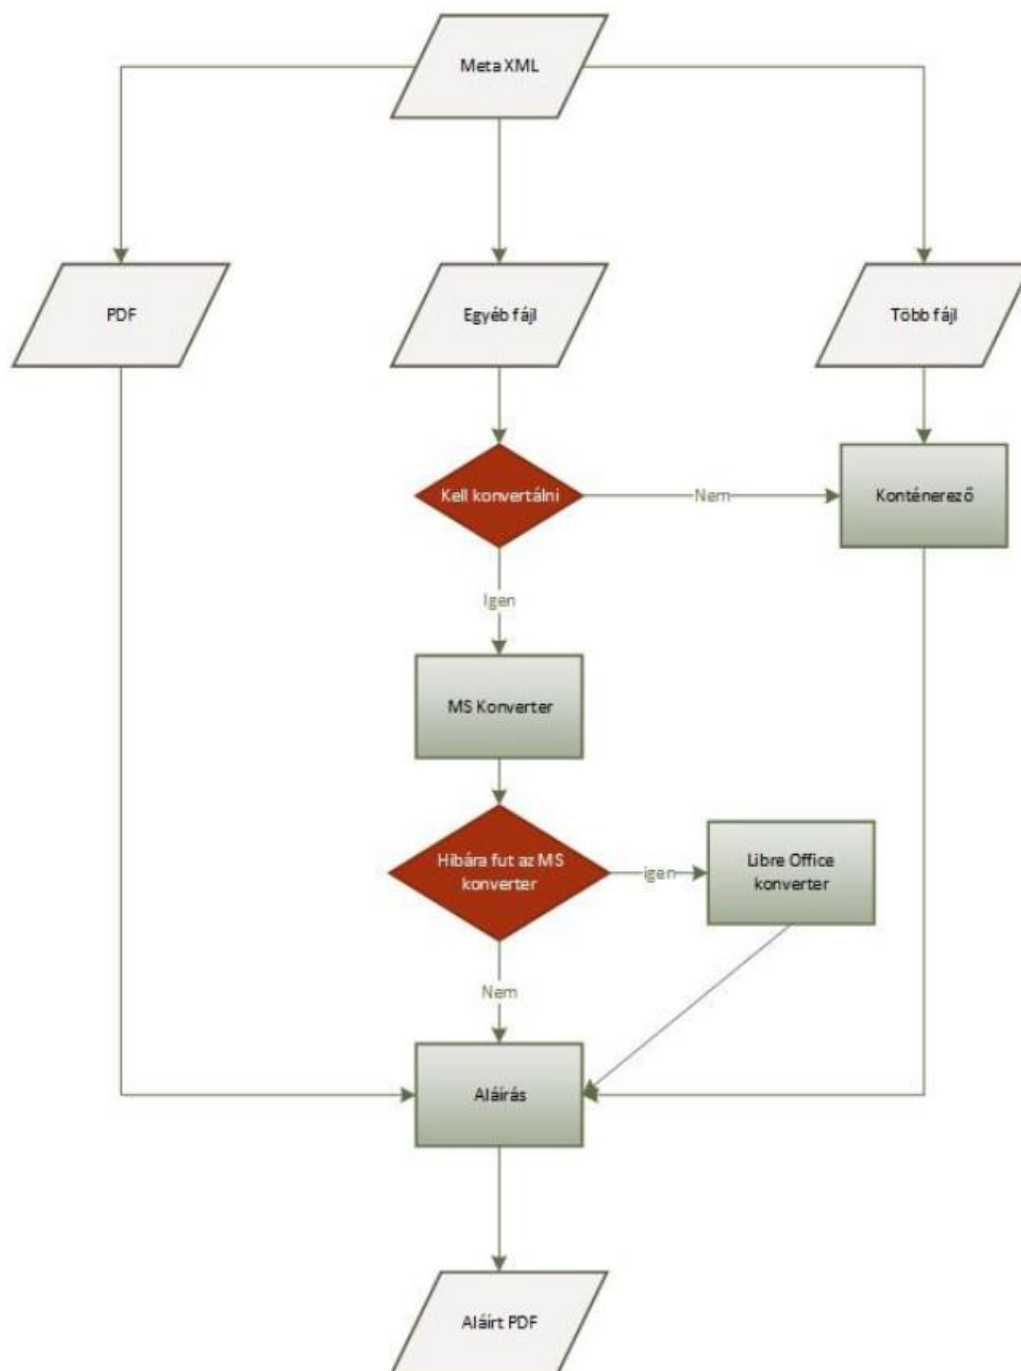 Meta XML
PDF
Egyéb fájl
Több fájl
Kell konvertálni
Nem
Konténerező
Igen
MS Konverter
Hibára fut az MS
konverter
igen
Libre Office
konverter
Nem
Aláírás
Aláírt PDF